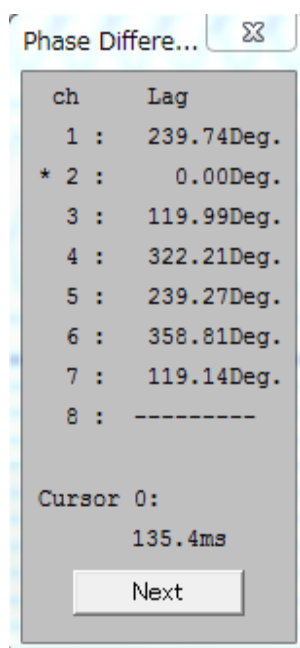 Phase Differe...
ch Lag
1 : 239.74Deg.
* 2 : 0.00Deg.
3 : 119.99Deg.
4 : 322.21Deg.
5 : 239.27Deg.
6 : 358.81Deg.
7 : 119.14Deg.
8 : ---------
Cursor 0:
135.4ms
Next